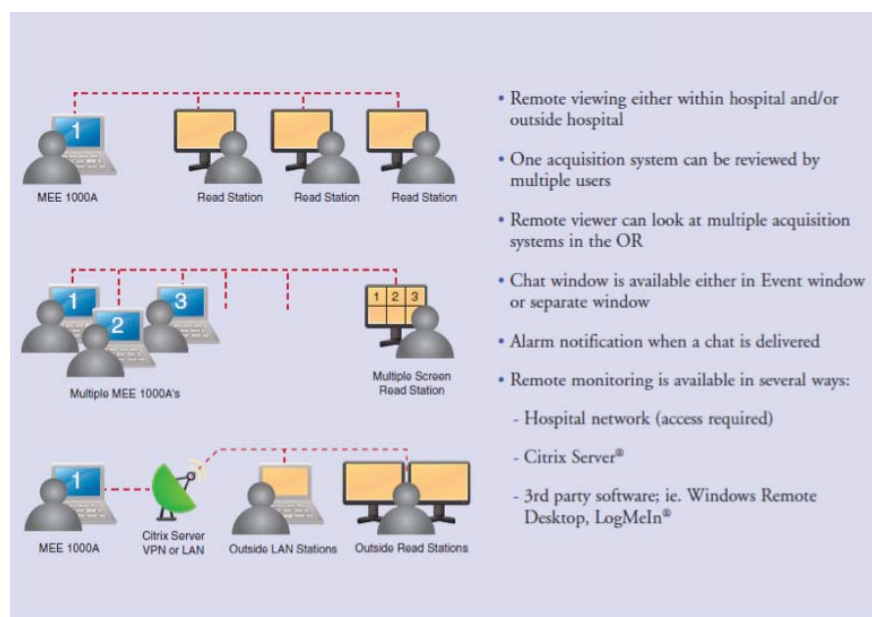 1
MEE 1000A
Read Station
Read Station
Read Station
1
2
3
Multiple MEE 1000A's
1 2 3
Multiple Screen
Read Station
1
MEE 1000A
Citrix Server
VPN or LAN
Outside LAN Stations
Outside Read Stations
• Remote viewing either within hospital and/or
outside hospital
• One acquisition system can be reviewed by
multiple users
• Remote viewer can look at multiple acquisition
systems in the OR
• Chat window is available either in Event window
or separate window
• Alarm notification when a chat is delivered
• Remote monitoring is available in several ways:
- Hospital network (access required)
- Citrix Server®
- 3rd party software; ie. Windows Remote
Desktop, LogMeIn®